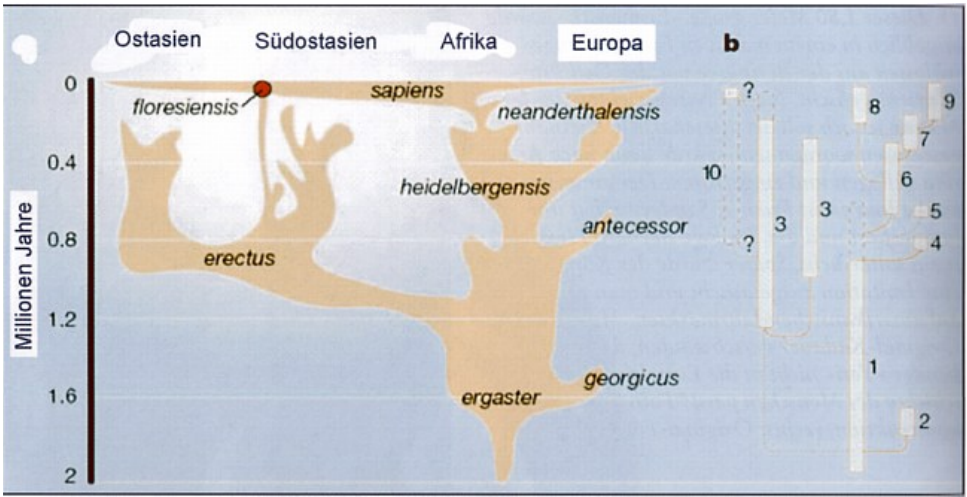 Ostasien Südostasien Afrika Europa b
Millionen Jahre
0
0.4
0.8
1.2
1.6
2
sapiens
floresiensis
neanderthalensis
heidelbergensis
antecessor
erectus
georgicus
ergaster
?
8
9
7
10
6
3
3
5
?
4
1
2